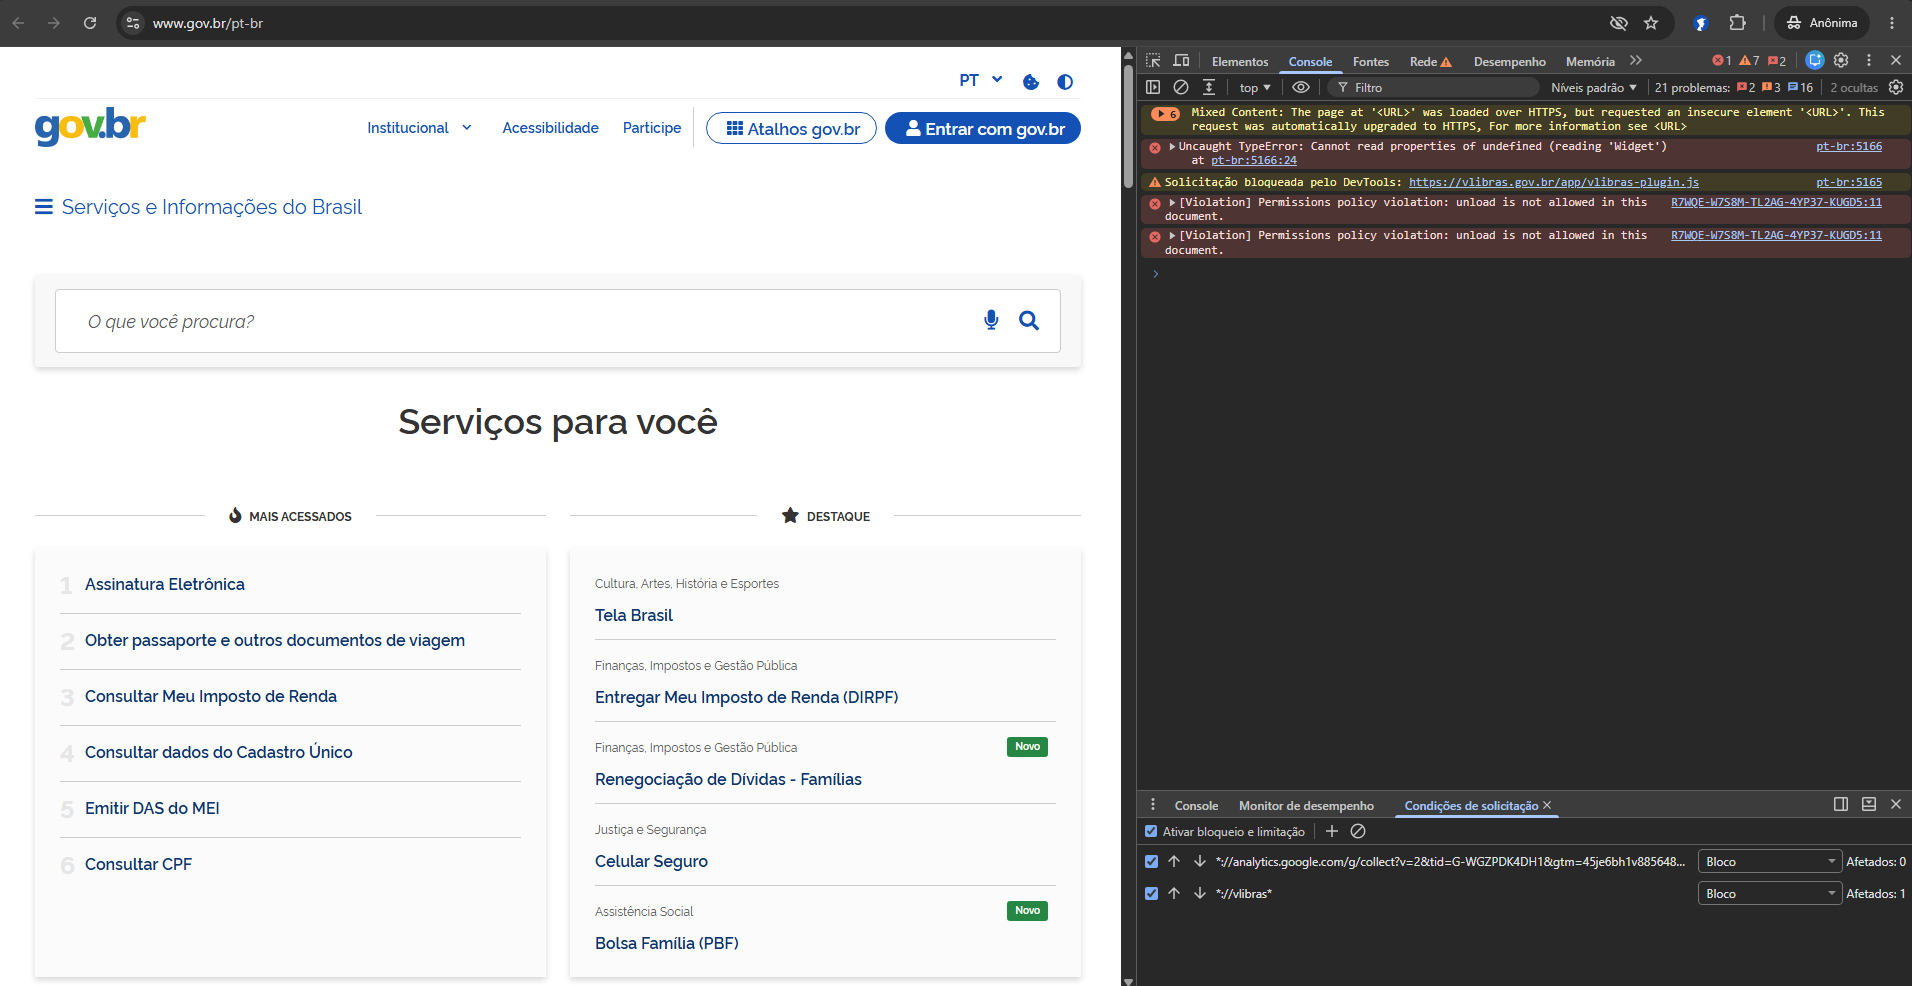 www.gov.br/pt-br
Anônima
PT
gov.br
Institucional
Acessibilidade
Participe
Atalhos gov.br
Entrar com gov.br
Serviços e Informações do Brasil
O que você procura?
Serviços para você
MAIS ACESSADOS
1 Assinatura Eletrônica
2 Obter passaporte e outros documentos de viagem
3 Consultar Meu Imposto de Renda
4 Consultar dados do Cadastro Único
5 Emitir DAS do MEI
6 Consultar CPF
DESTAQUE
Cultura, Artes, História e Esportes
Tela Brasil
Finanças, Impostos e Gestão Pública
Entregar Meu Imposto de Renda (DIRPF)
Finanças, Impostos e Gestão Pública Novo
Renegociação de Dívidas - Famílias
Justiça e Segurança
Celular Seguro
Assistência Social Novo
Bolsa Família (PBF)
Elementos Console Fontes Rede Desempenho Memória 1 7 2
top Filtro Níveis padrão 21 problemas: 2 3 16 2 ocultas
6 Mixed Content: The page at '<URL>' was loaded over HTTPS, but requested an insecure element '<URL>'. This
request was automatically upgraded to HTTPS, For more information see <URL>
Uncaught TypeError: Cannot read properties of undefined (reading 'Widget') pt-br:5166
at pt-br:5166:24
Solicitação bloqueada pelo DevTools: https://vlibras.gov.br/app/vlibras-plugin.js pt-br:5165
[Violation] Permissions policy violation: unload is not allowed in this R7WQE-W7S8M-TL2AG-4YP37-KUGD5:11
document.
[Violation] Permissions policy violation: unload is not allowed in this R7WQE-W7S8M-TL2AG-4YP37-KUGD5:11
document.
Console Monitor de desempenho Condições de solicitação
Ativar bloqueio e limitação
*://analytics.google.com/g/collect?v=2&tid=G-WGZPDK4DH1&gtm=45je6bh1v885648... Bloco Afetados: 0
*://vlibras* Bloco Afetados: 1